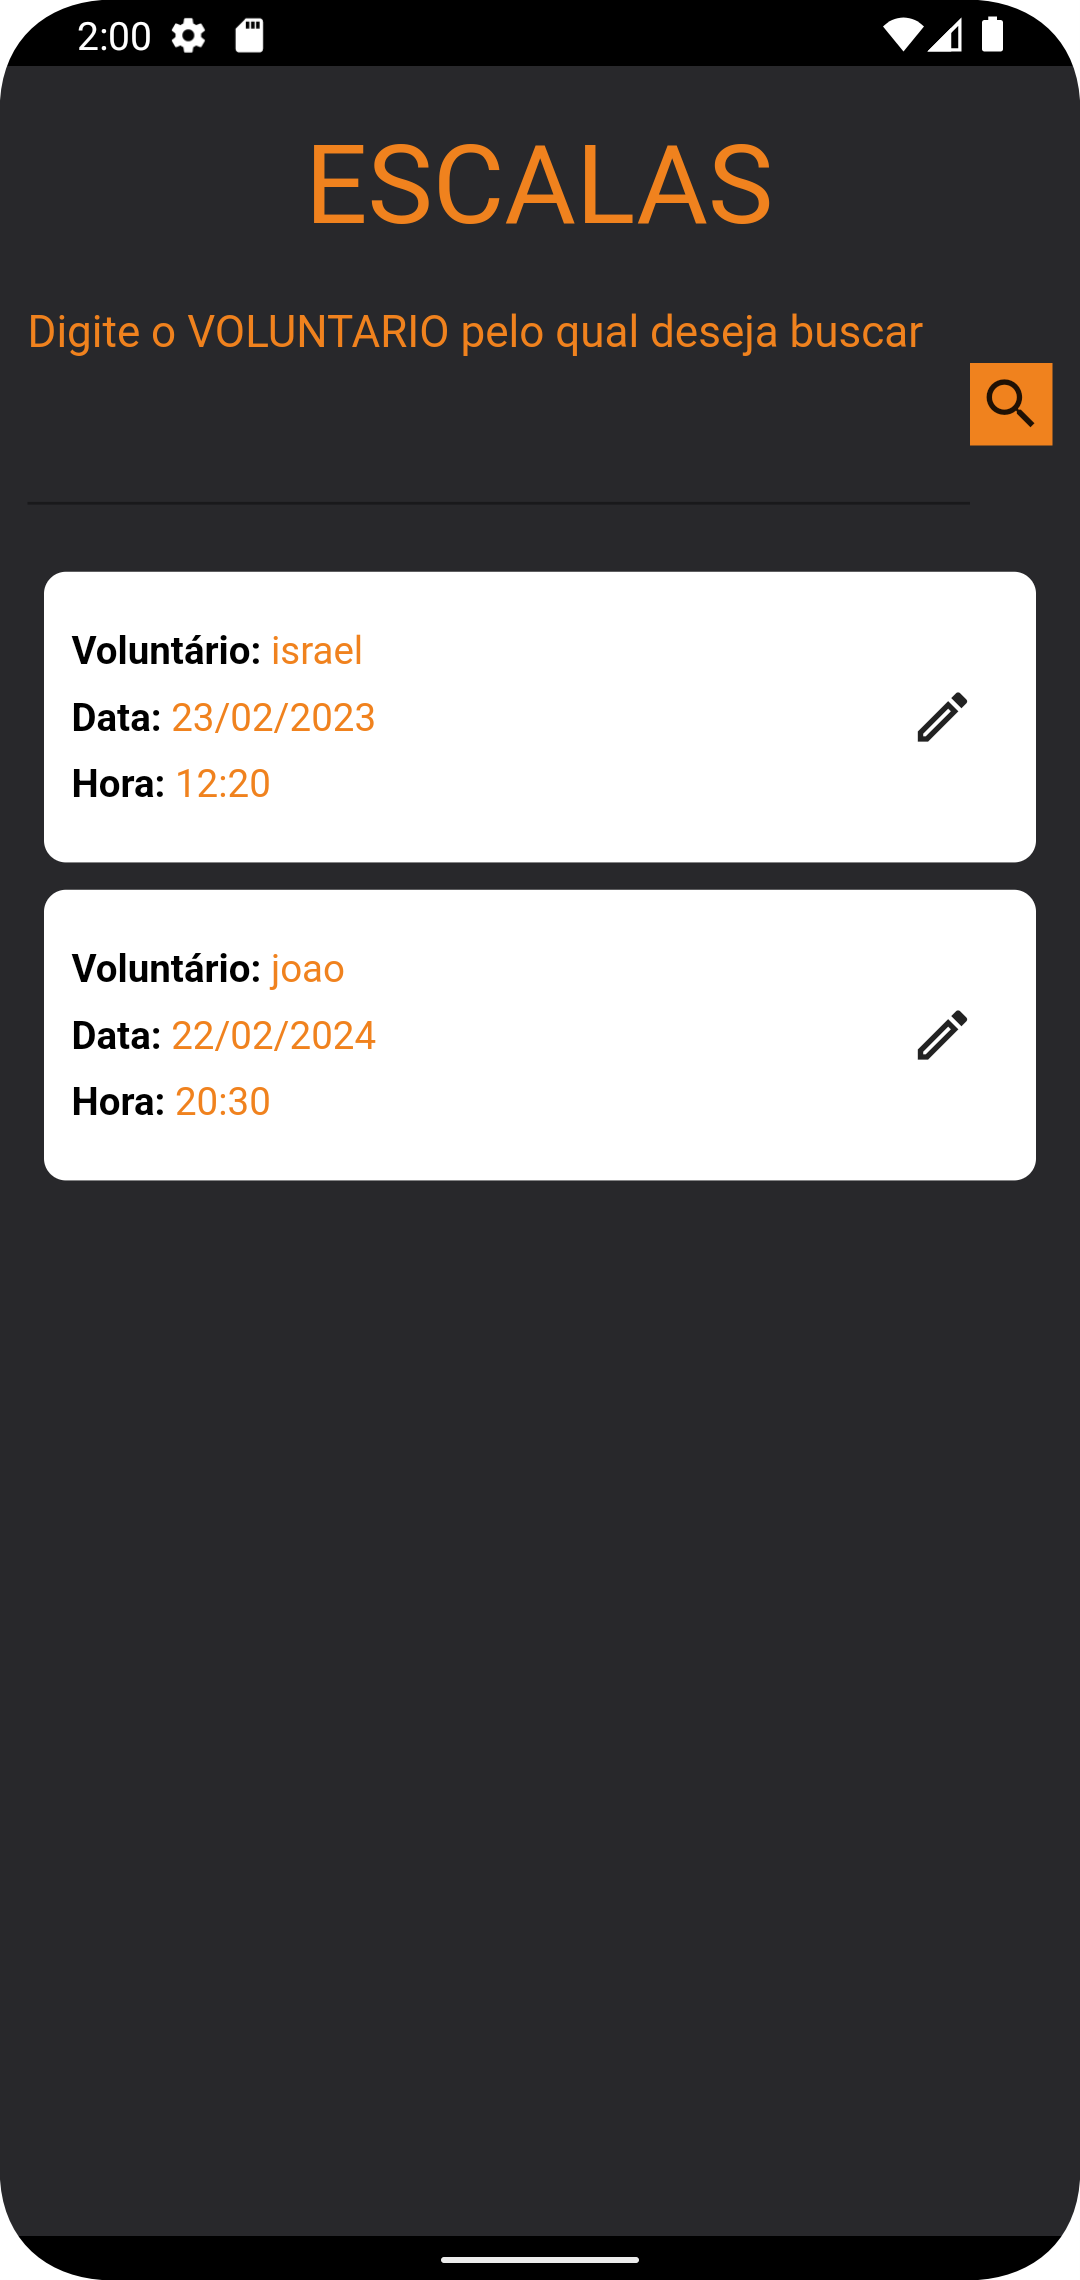 2:00
ESCALAS
Digite o VOLUNTARIO pelo qual deseja buscar
Voluntário: israel
Data: 23/02/2023
Hora: 12:20
Voluntário: joao
Data: 22/02/2024
Hora: 20:30